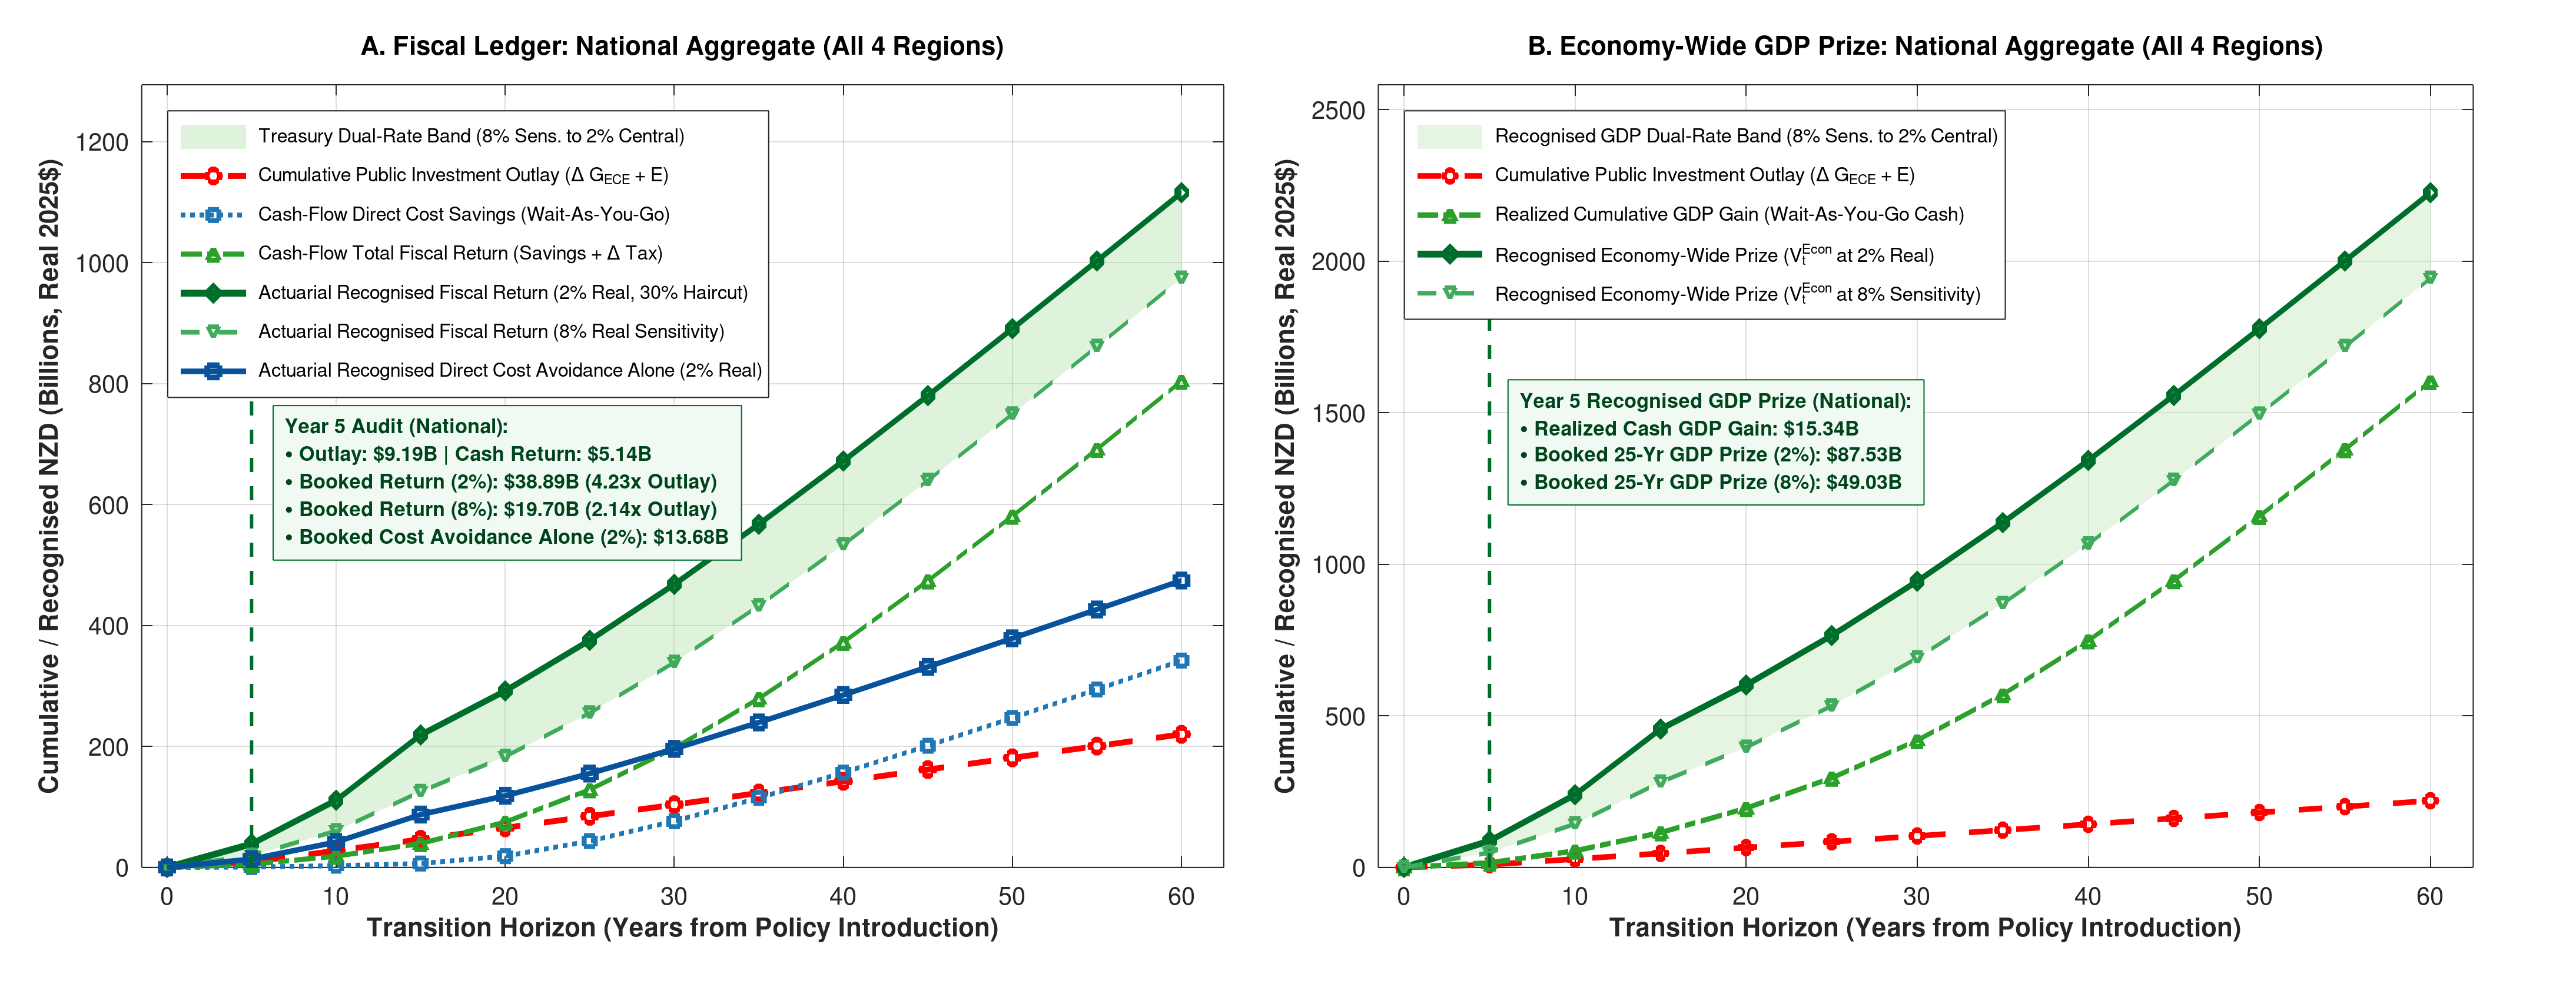 A. Fiscal Ledger: National Aggregate (All 4 Regions)
Cumulative / Recognised NZD (Billions, Real 2025$)
1200
1000
800
600
400
200
0
Treasury Dual-Rate Band (8% Sens. to 2% Central)
Cumulative Public Investment Outlay (Δ G_ECE + E)
Cash-Flow Direct Cost Savings (Wait-As-You-Go)
Cash-Flow Total Fiscal Return (Savings + Δ Tax)
Actuarial Recognised Fiscal Return (2% Real, 30% Haircut)
Actuarial Recognised Fiscal Return (8% Real Sensitivity)
Actuarial Recognised Direct Cost Avoidance Alone (2% Real)
Year 5 Audit (National):
• Outlay: $9.19B | Cash Return: $5.14B
• Booked Return (2%): $38.89B (4.23x Outlay)
• Booked Return (8%): $19.70B (2.14x Outlay)
• Booked Cost Avoidance Alone (2%): $13.68B
0 10 20 30 40 50 60
Transition Horizon (Years from Policy Introduction)
B. Economy-Wide GDP Prize: National Aggregate (All 4 Regions)
Cumulative / Recognised NZD (Billions, Real 2025$)
2500
2000
1500
1000
500
0
Recognised GDP Dual-Rate Band (8% Sens. to 2% Central)
Cumulative Public Investment Outlay (Δ G_ECE + E)
Realized Cumulative GDP Gain (Wait-As-You-Go Cash)
Recognised Economy-Wide Prize (V_t^Econ at 2% Real)
Recognised Economy-Wide Prize (V_t^Econ at 8% Sensitivity)
Year 5 Recognised GDP Prize (National):
• Realized Cash GDP Gain: $15.34B
• Booked 25-Yr GDP Prize (2%): $87.53B
• Booked 25-Yr GDP Prize (8%): $49.03B
0 10 20 30 40 50 60
Transition Horizon (Years from Policy Introduction)